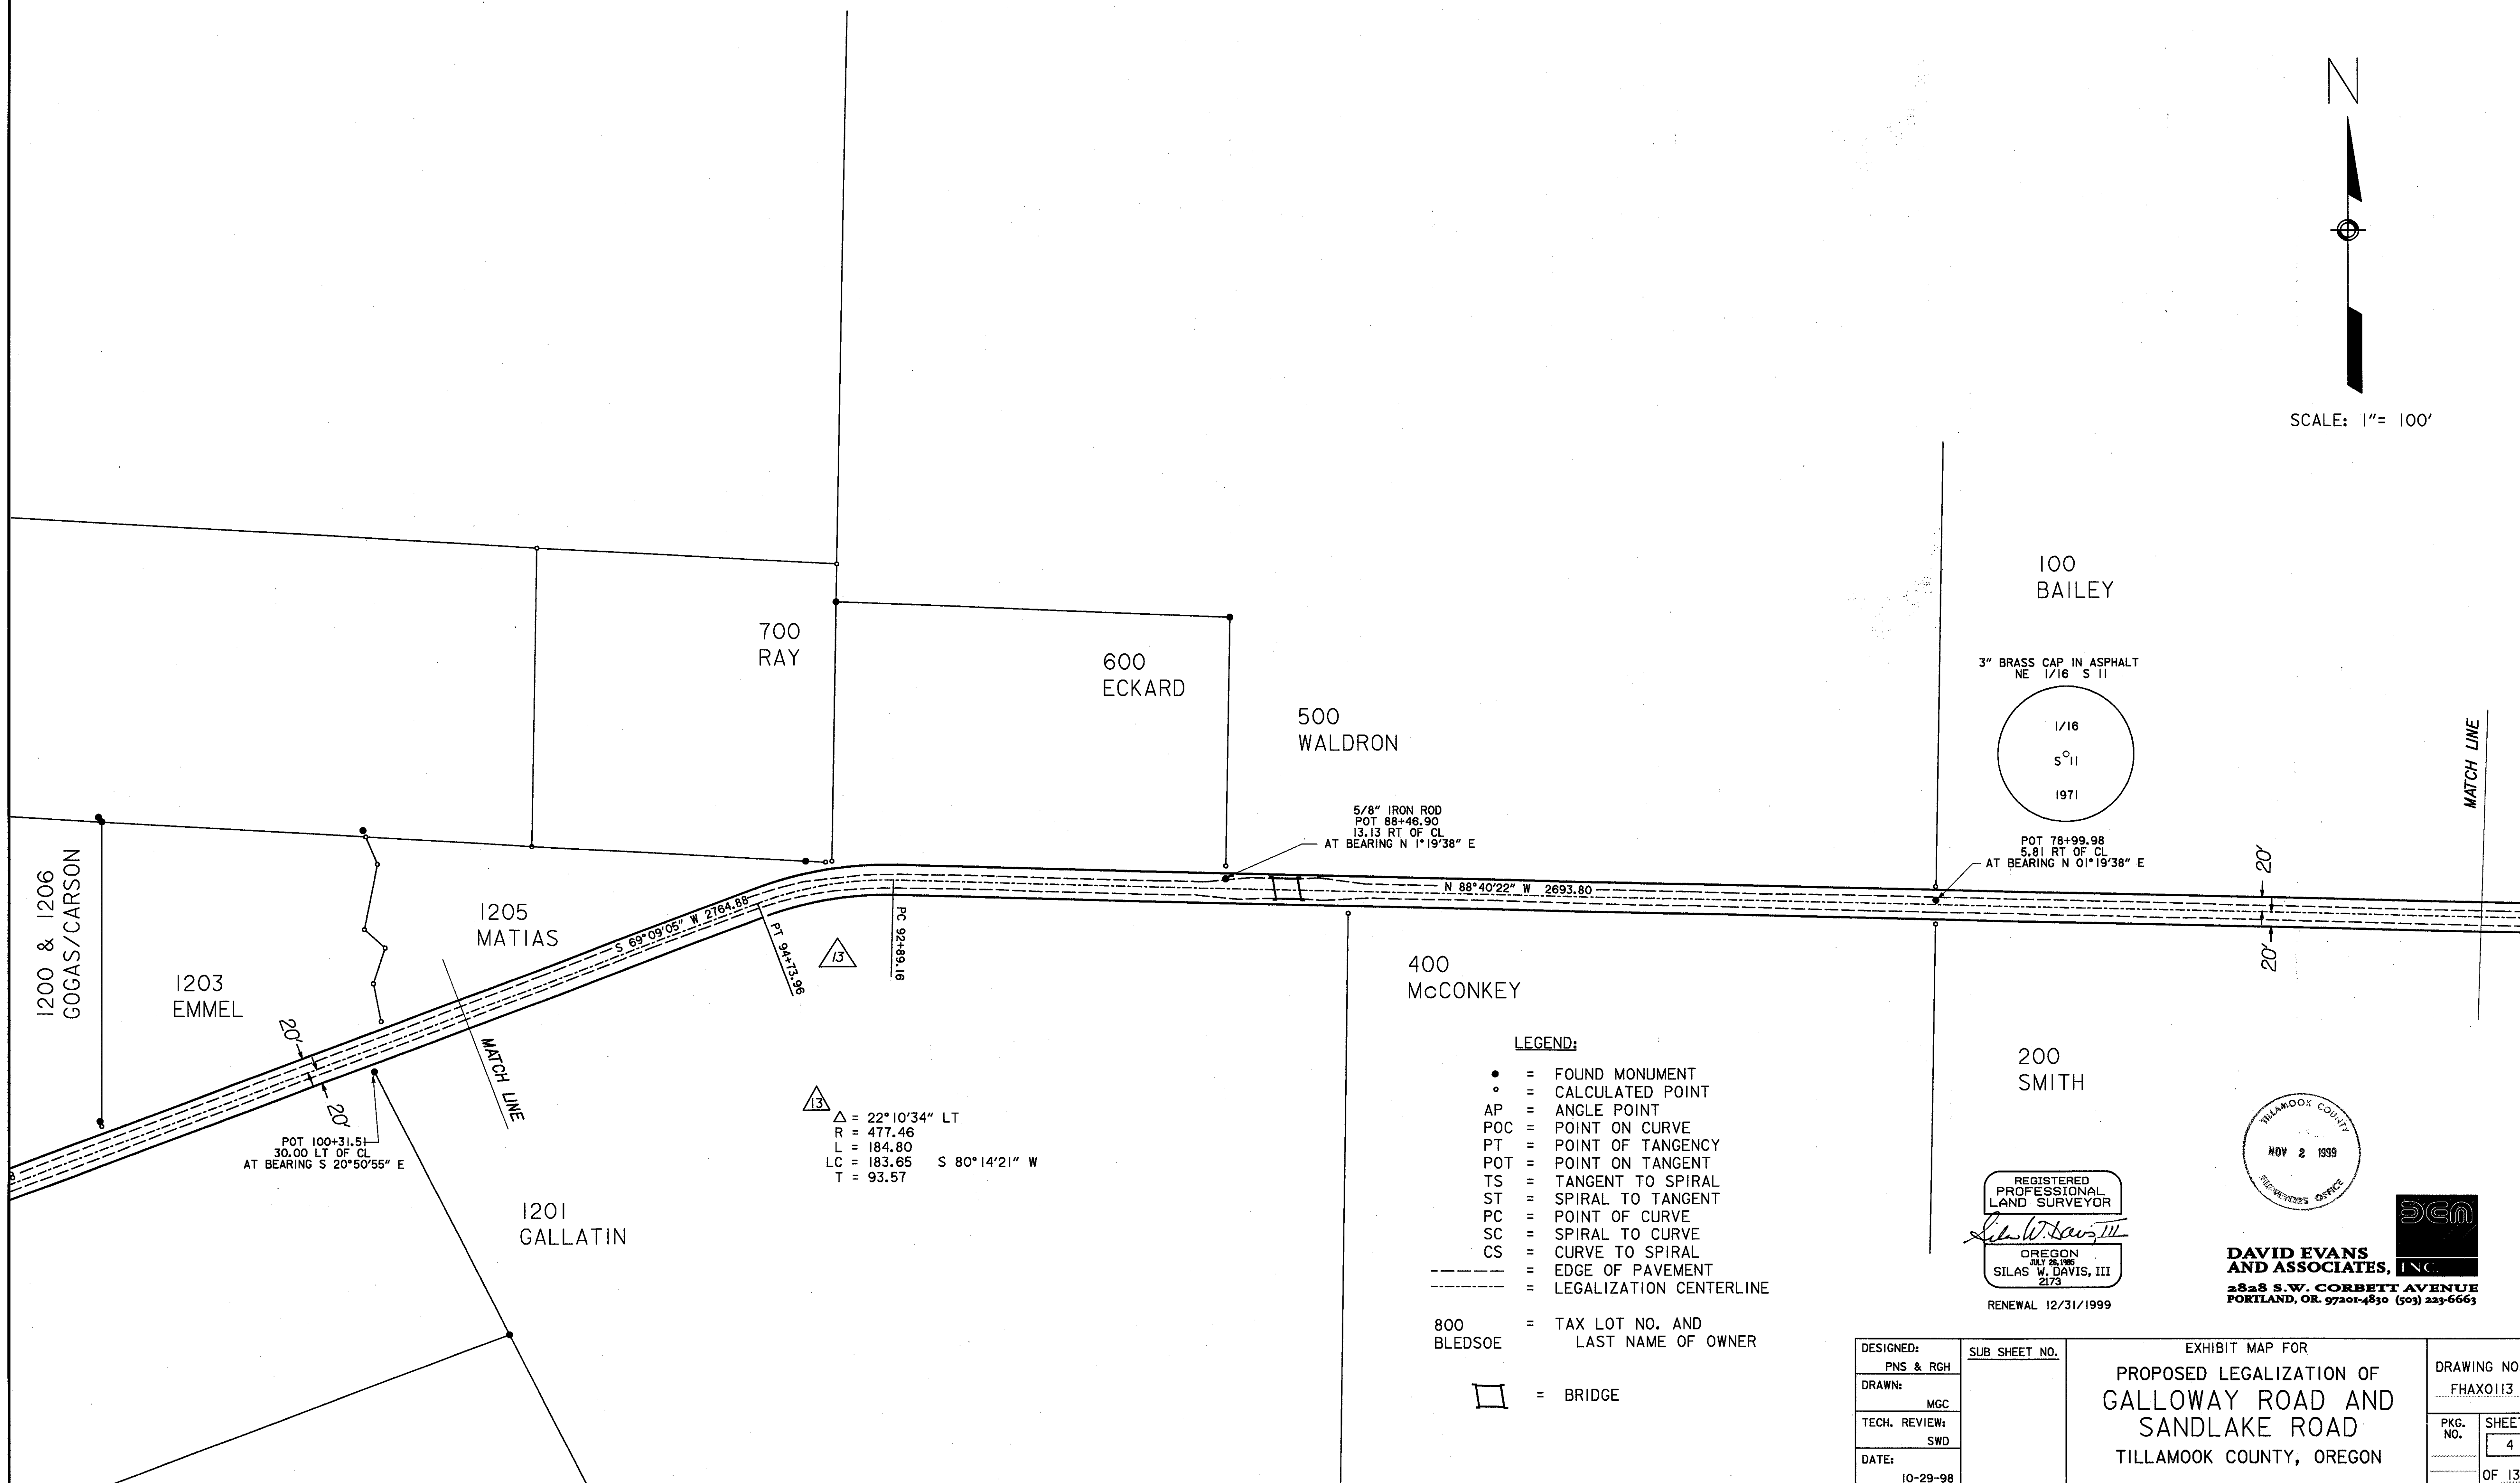 N
SCALE: 1"= 100'
100
BAILEY
700
RAY
600
ECKARD
3" BRASS CAP IN ASPHALT
NE 1/16 S 11
1/16
S 11
1971
500
WALDRON
MATCH LINE
5/8" IRON ROD
POT 88+46.90
13.13 RT OF CL
AT BEARING N 1°19'38" E
POT 78+99.98
5.81 RT OF CL
AT BEARING N 01°19'38" E
20'
20'
N 88°40'22" W 2693.80
1200 & 1206
GOGAS/CARSON
1205
MATIAS
S 69°09'05" W 2764.88
PT 94+73.96
13
PC 92+89.16
1203
EMMEL
20'
20'
MATCH LINE
400
McCONKEY
POT 100+31.51
30.00 LT OF CL
AT BEARING S 20°50'55" E
13
Δ = 22°10'34" LT
R = 477.46
L = 184.80
LC = 183.65 S 80°14'21" W
T = 93.57
1201
GALLATIN
200
SMITH
LEGEND:
● = FOUND MONUMENT
○ = CALCULATED POINT
AP = ANGLE POINT
POC = POINT ON CURVE
PT = POINT OF TANGENCY
POT = POINT ON TANGENT
TS = TANGENT TO SPIRAL
ST = SPIRAL TO TANGENT
PC = POINT OF CURVE
SC = SPIRAL TO CURVE
CS = CURVE TO SPIRAL
= EDGE OF PAVEMENT
= LEGALIZATION CENTERLINE
800 = TAX LOT NO. AND
BLEDSOE LAST NAME OF OWNER
= BRIDGE
TILLAMOOK COUNTY
NOV 2 1999
SURVEYORS OFFICE
REGISTERED
PROFESSIONAL
LAND SURVEYOR
Silas W. Davis, III
OREGON
JULY 26, 1985
SILAS W. DAVIS, III
2173
RENEWAL 12/31/1999
DEA
DAVID EVANS
AND ASSOCIATES, INC.
2828 S.W. CORBETT AVENUE
PORTLAND, OR. 97201-4830 (503) 223-6663
DESIGNED:
PNS & RGH
DRAWN:
MGC
TECH. REVIEW:
SWD
DATE:
10-29-98
SUB SHEET NO.
EXHIBIT MAP FOR
PROPOSED LEGALIZATION OF
GALLOWAY ROAD AND
SANDLAKE ROAD
TILLAMOOK COUNTY, OREGON
DRAWING NO
FHAX0113
PKG.
NO.
SHEET
4
OF 13